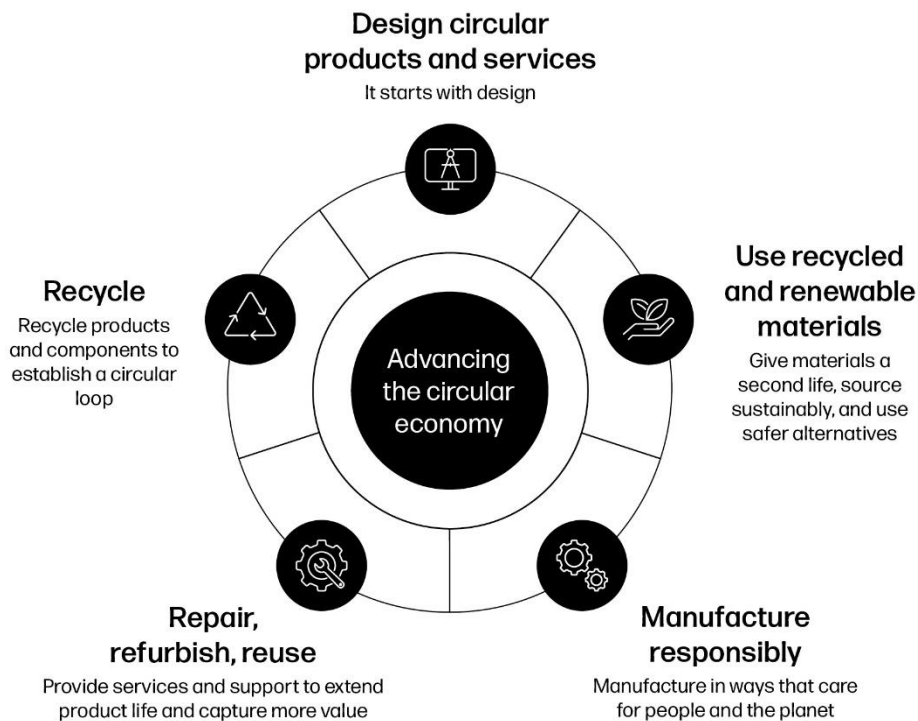 Design circular
products and services
It starts with design
Use recycled
and renewable
materials
Give materials a
second life, source
sustainably, and use
safer alternatives
Manufacture
responsibly
Manufacture in ways that care
for people and the planet
Repair,
refurbish, reuse
Provide services and support to extend
product life and capture more value
Recycle
Recycle products
and components to
establish a circular
loop
Advancing
the circular
economy